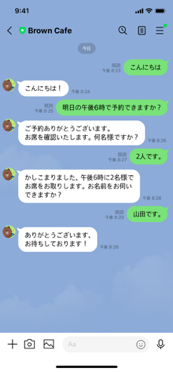 9:41
Brown Cafe
今日
こんにちは
既読
午後 8:23
こんにちは！
午後 8:24
明日の午後6時で予約できますか？
既読
午後 8:25
ご予約ありがとうございます。
お席を確認いたします。何名様ですか？
午後 8:26
2人です。
既読
午後 8:27
かしこまりました、午後6時に2名様で
お席をお取りします。お名前をお伺い
できますか？
午後 8:28
山田です。
既読
午後 8:28
ありがとうございます、
お待ちしております！
午後 8:29
Aa